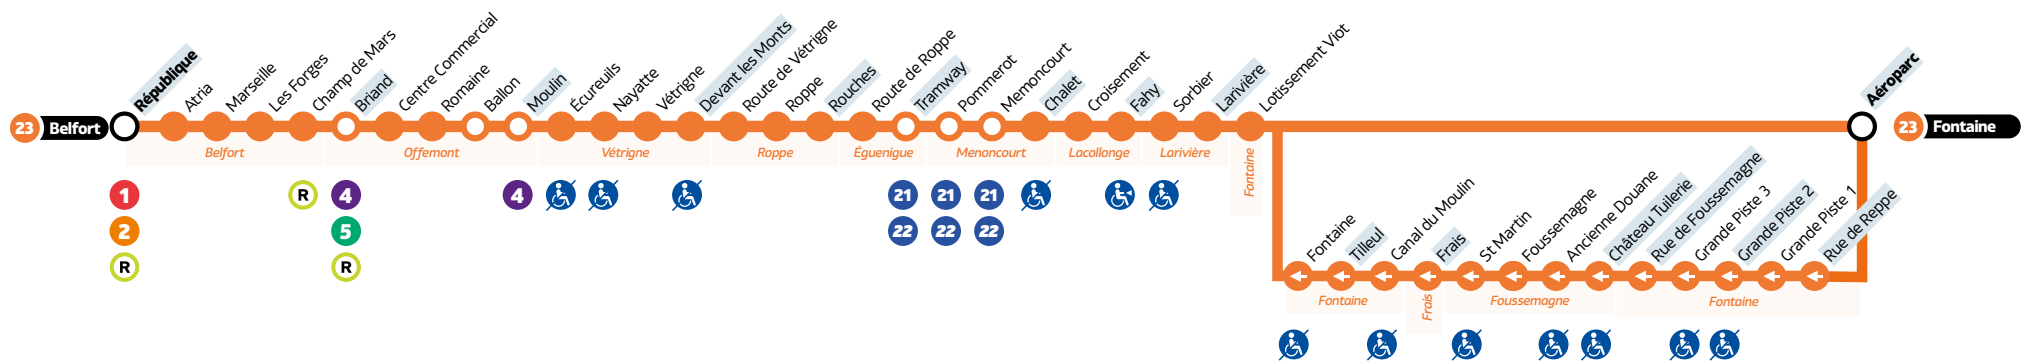 23 Belfort
République
Atria
Marseille
Les Forges
Champ de Mars
Briand
Centre Commercial
Romaine
Ballon
Moulin
Écureuils
Nayatte
Vétrigne
Devant les Monts
Route de Vétrigne
Roppe
Rouches
Route de Roppe
Tramway
Pommerot
Memoncourt
Chalet
Croisement
Fahy
Sorbier
Larivière
Lotissement Viot
Aéroparc
23 Fontaine
Belfort
Offemont
Vétrigne
Roppe
Éguenigue
Menoncourt
Lacollonge
Larivière
Fontaine
1
2
R
R
4
5
R
4
21
22
21
22
21
22
Fontaine
Tilleul
Canal du Moulin
Frais
St Martin
Foussemagne
Ancienne Douane
Château Tuilerie
Rue de Foussemagne
Grande Piste 3
Grande Piste 2
Grande Piste 1
Rue de Reppe
Fontaine
Frais
Foussemagne
Fontaine